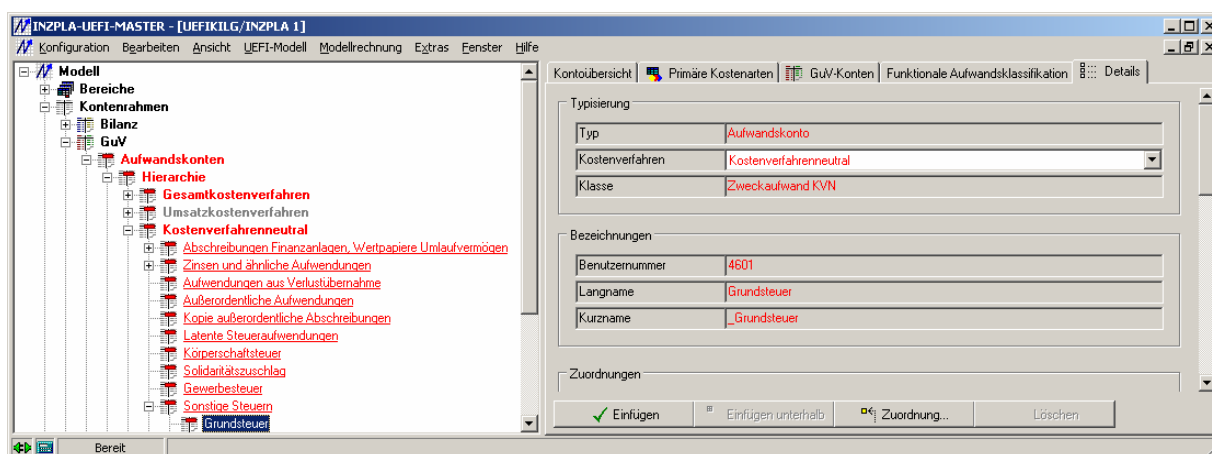 INZPLA-UEFI-MASTER - [UEFIKILG/INZPLA 1]
Konfiguration Bearbeiten Ansicht UEFI-Modell Modellrechnung Extras Fenster Hilfe
Modell
Bereiche
Kontenrahmen
Bilanz
GuV
Aufwandskonten
Hierarchie
Gesamtkostenverfahren
Umsatzkostenverfahren
Kostenverfahrenneutral
Abschreibungen Finanzanlagen, Wertpapiere Umlaufvermögen
Zinsen und ähnliche Aufwendungen
Aufwendungen aus Verlustübernahme
Außerordentliche Aufwendungen
Kopie außerordentliche Abschreibungen
Latente Steueraufwendungen
Körperschaftsteuer
Solidaritätszuschlag
Gewerbesteuer
Sonstige Steuern
Grundsteuer
Kontoübersicht Primäre Kostenarten GuV-Konten Funktionale Aufwandsklassifikation Details
Typisierung
Typ Aufwandskonto
Kostenverfahren Kostenverfahrenneutral
Klasse Zweckaufwand KVN
Bezeichnungen
Benutzernummer 4601
Langname Grundsteuer
Kurzname _Grundsteuer
Zuordnungen
Einfügen Einfügen unterhalb Zuordnung... Löschen
Bereit